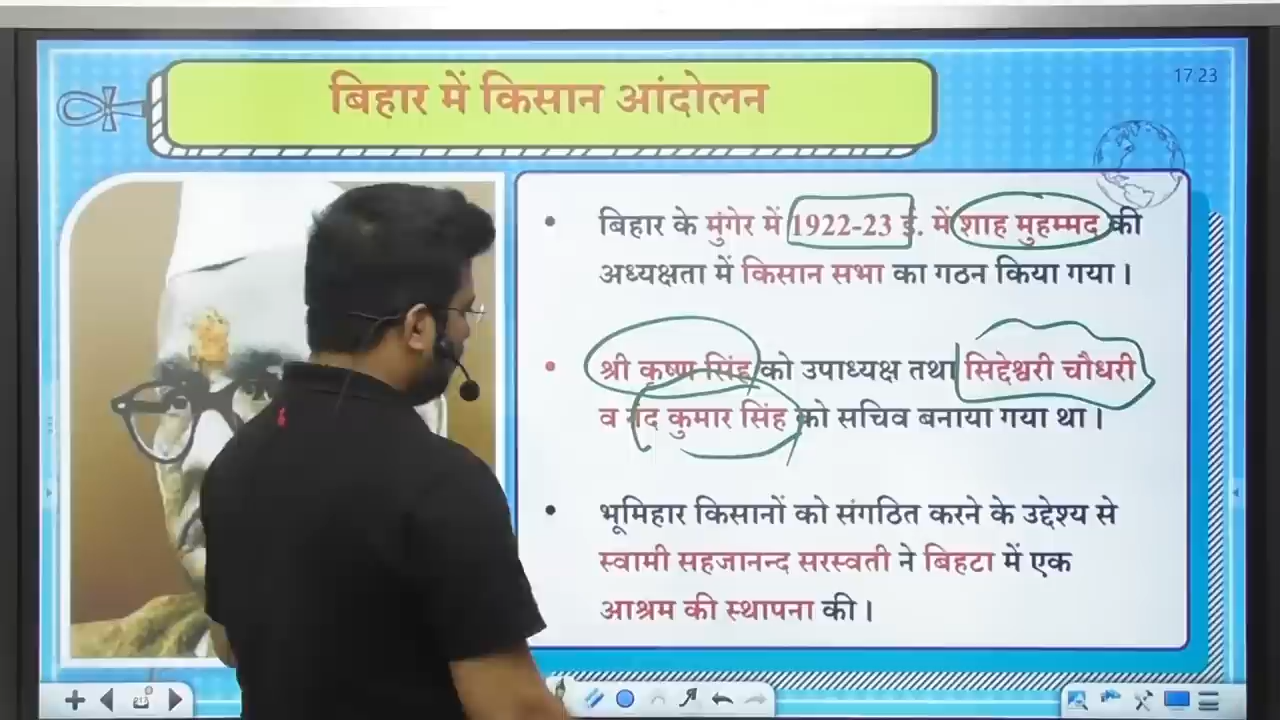 बिहार में किसान आंदोलन
17:23
बिहार के मुंगेर में 1922-23 ई. में शाह मुहम्मद की
अध्यक्षता में किसान सभा का गठन किया गया।
श्री कृष्ण सिंह को उपाध्यक्ष तथा सिद्देश्वरी चौधरी
व नंद कुमार सिंह को सचिव बनाया गया था।
भूमिहार किसानों को संगठित करने के उद्देश्य से
स्वामी सहजानन्द सरस्वती ने बिहटा में एक
आश्रम की स्थापना की।